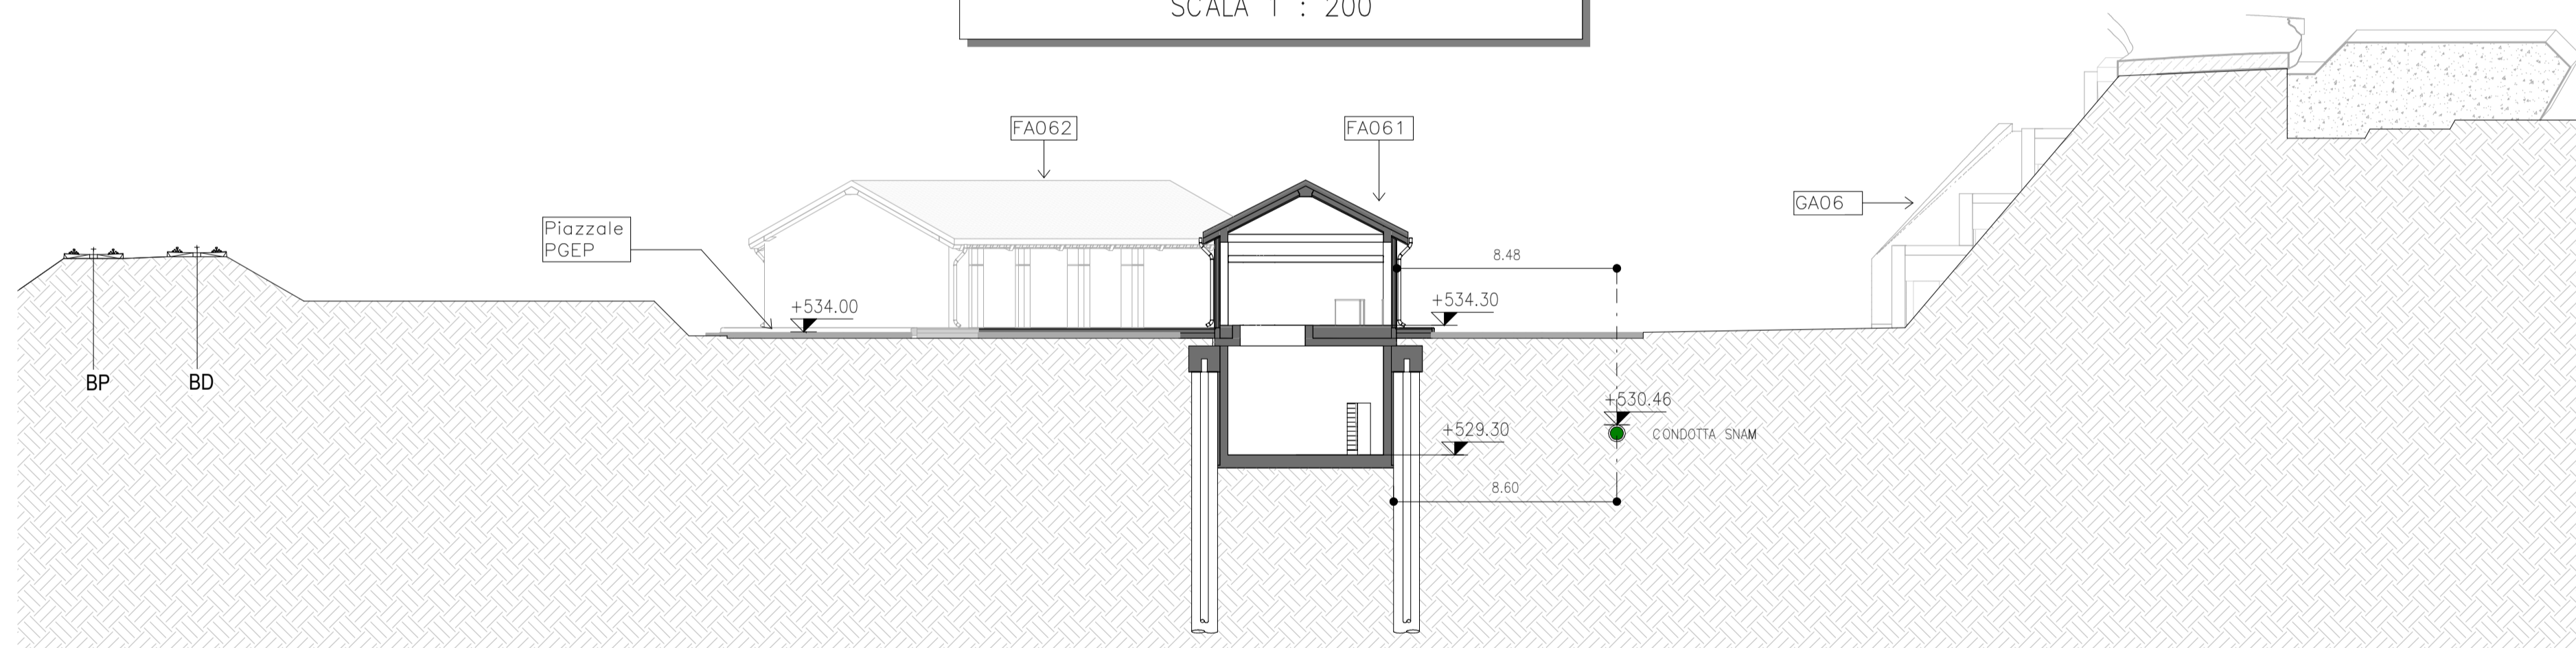 SCALA 1 : 200
FA062
FA061
GA06
Piazzale
PGEP
8.48
+534.00
+534.30
BP
BD
+530.46
+529.30
CONDOTTA SNAM
8.60